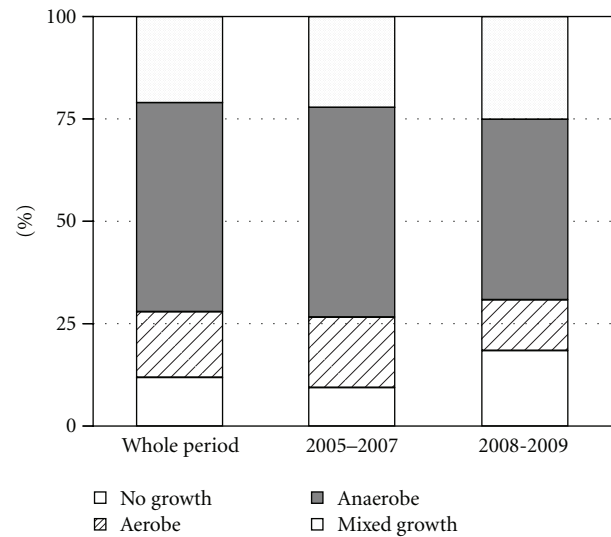 100
75
50
25
0
(%)
Whole period
2005–2007
2008-2009
No growth
Aerobe
Anaerobe
Mixed growth